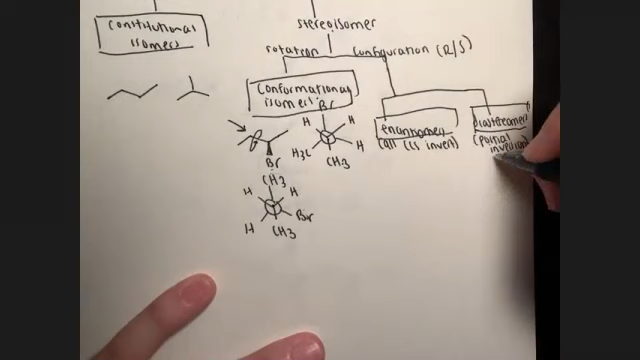 constitutional
isomers
stereoisomer
rotation
configuration (R/S)
conformational
isomers
enantiomers
(all CCs invert)
diastereomers
(partial
inversion)
Br
H
H
H
H3C
CH3
Br
CH3
H
H
Br
H
CH3